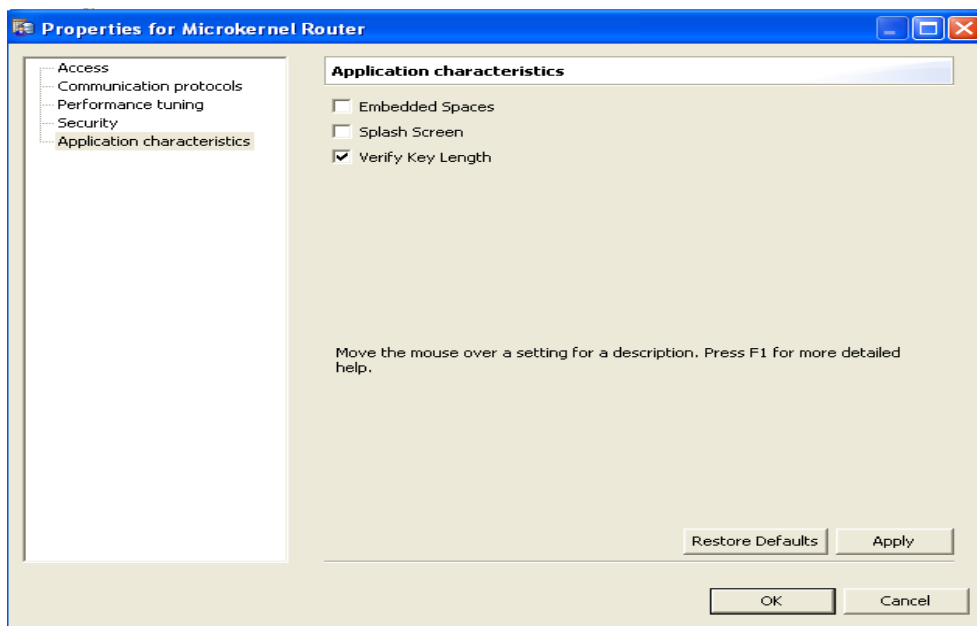 Properties for Microkernel Router
Access
Communication protocols
Performance tuning
Security
Application characteristics
Application characteristics
Embedded Spaces
Splash Screen
Verify Key Length
Move the mouse over a setting for a description. Press F1 for more detailed
help.
Restore Defaults
Apply
OK
Cancel